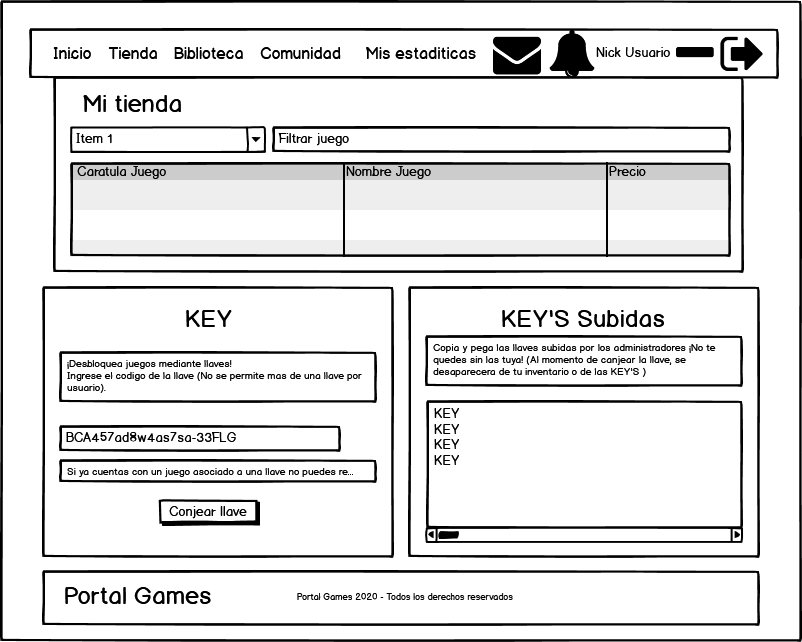 Inicio Tienda Biblioteca Comunidad Mis estaditicas Nick Usuario
Mi tienda
Item 1 Filtrar juego
Caratula Juego Nombre Juego Precio
KEY
¡Desbloquea juegos mediante llaves!
Ingrese el codigo de la llave (No se permite mas de una llave por
usuario).
BCA457ad8w4as7sa-33FLG
Si ya cuentas con un juego asociado a una llave no puedes re...
Conjear llave
KEY'S Subidas
Copia y pega las llaves subidas por los administradores ¡No te
quedes sin las tuya! (Al momento de canjear la llave, se
desaparecera de tu inventario o de las KEY'S )
KEY
KEY
KEY
KEY
Portal Games Portal Games 2020 - Todos los derechos reservados